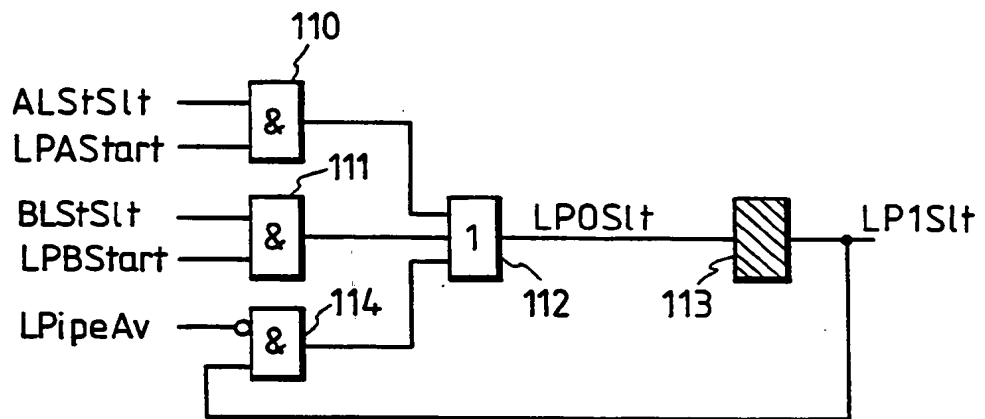 110
ALStSlt
&
LPAStart
111
BLStSlt
&
LPBStart
1
LP0Slt
LP1Slt
112
113
114
LPipeAv
&